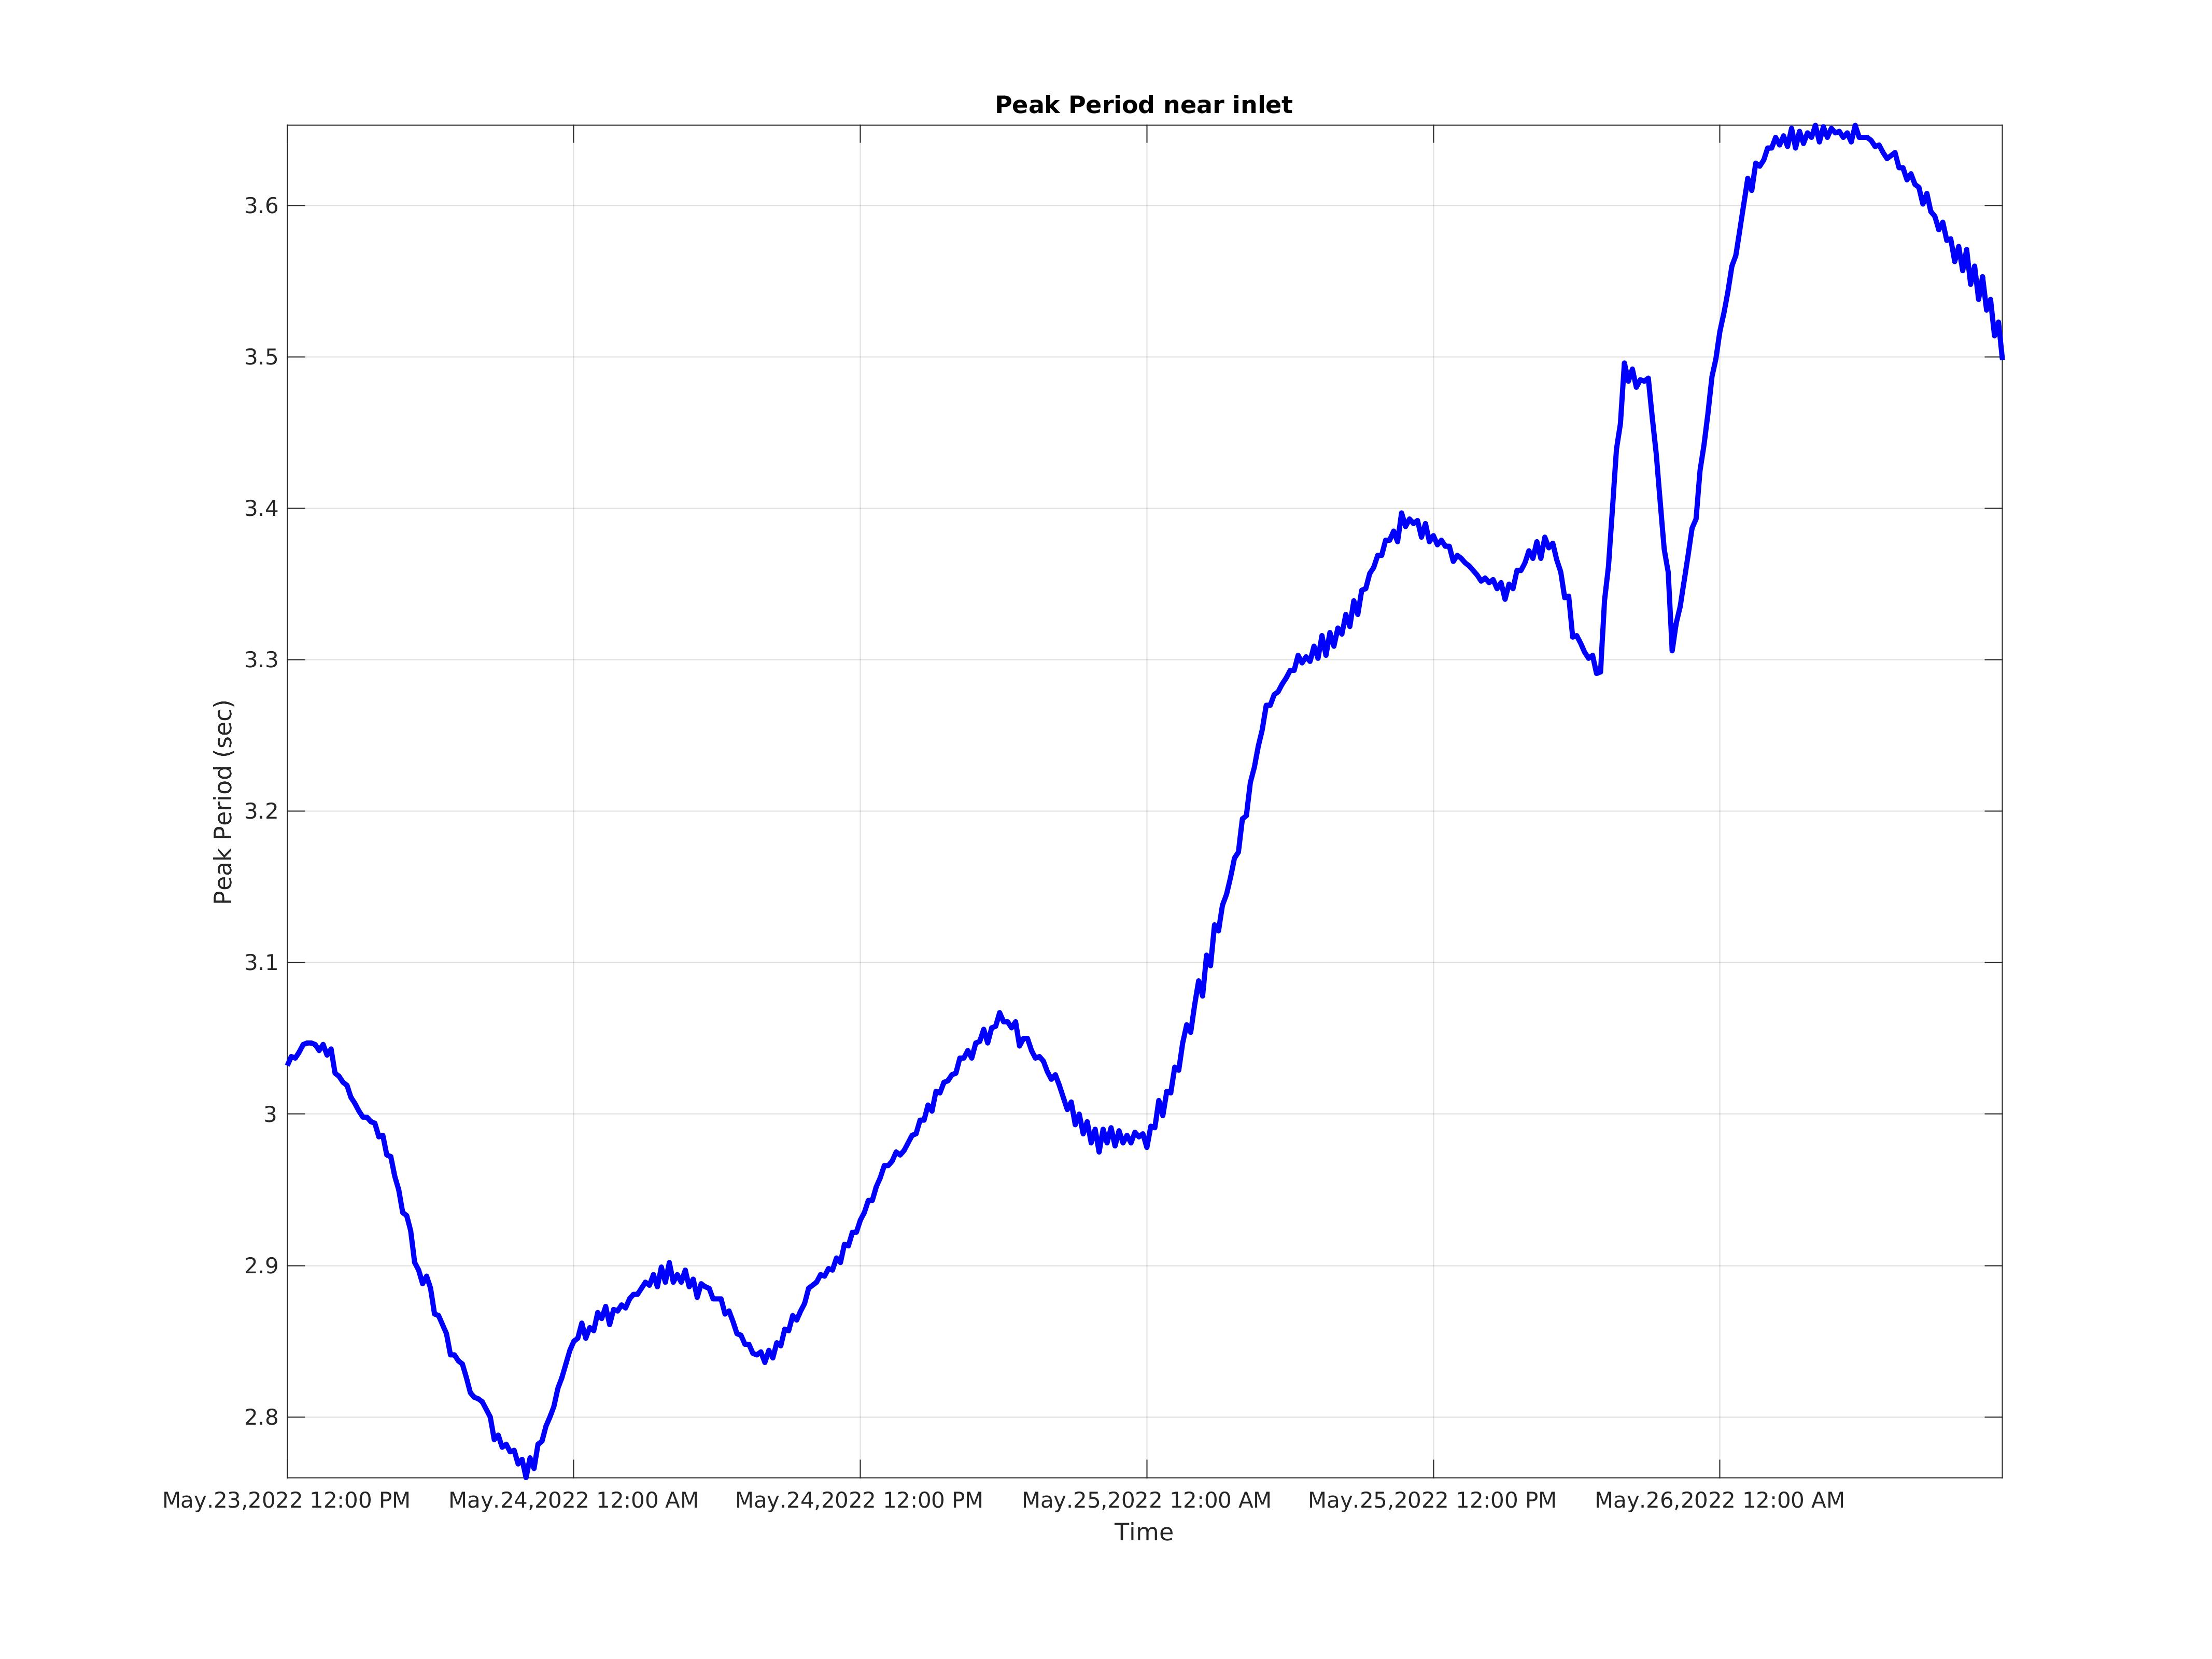 Peak Period near inlet
3.6
3.5
3.4
3.3
3.2
3.1
3
2.9
2.8
Peak Period (sec)
May.23,2022 12:00 PM
May.24,2022 12:00 AM
May.24,2022 12:00 PM
May.25,2022 12:00 AM
May.25,2022 12:00 PM
May.26,2022 12:00 AM
Time